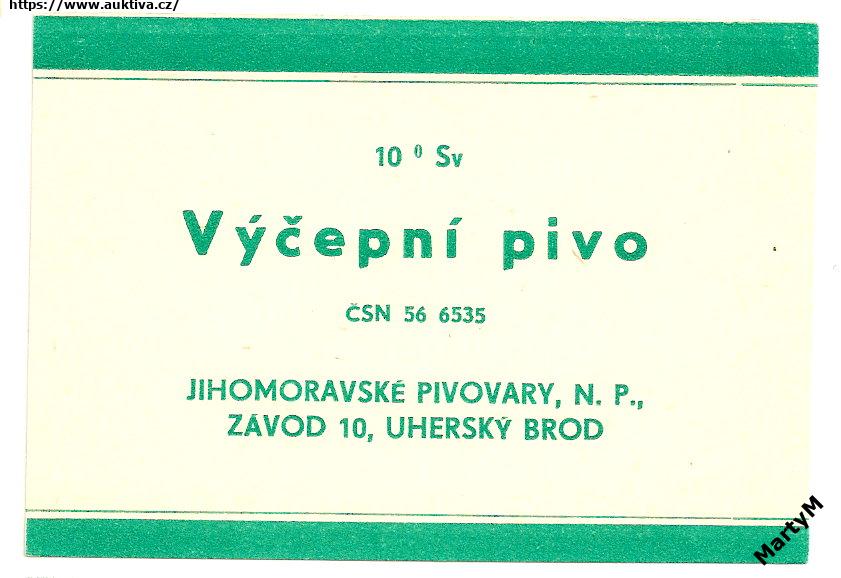 https://www.auktiva.cz/
10 ⁰ Sv
Výčepní pivo
ČSN 56 6535
JIHOMORAVSKÉ PIVOVARY, N. P.,
ZÁVOD 10, UHERSKÝ BROD
MartyM